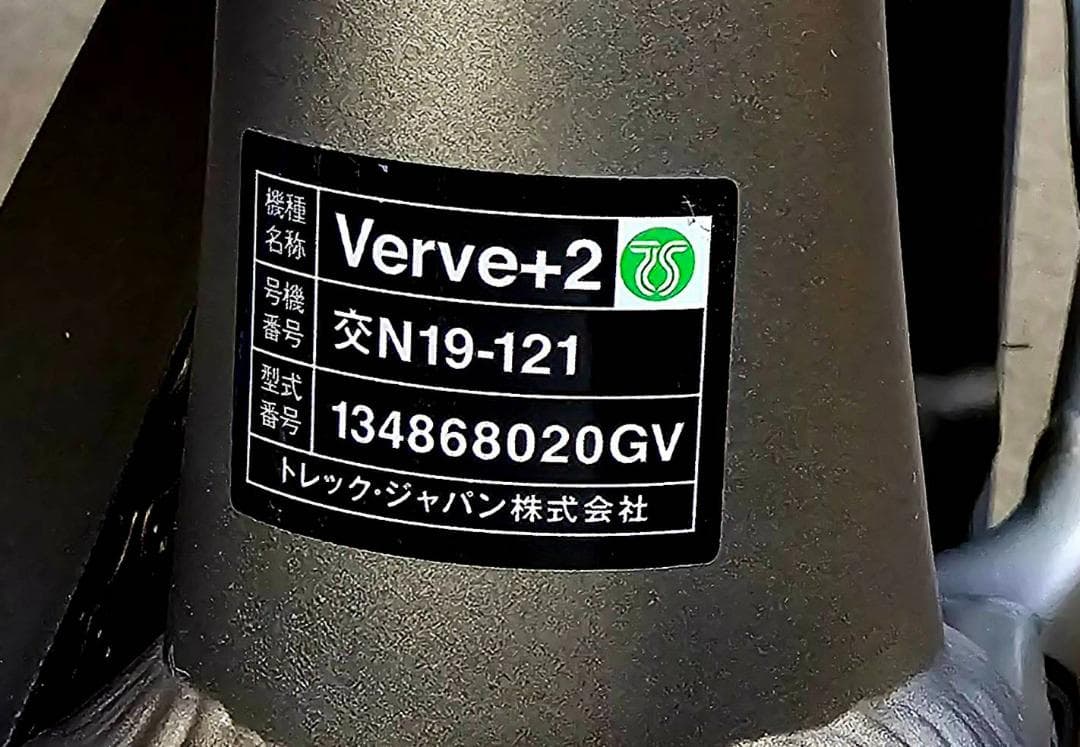 機種名称 Verve+2 TS
号機番号 交N19-121
型式番号 134868020GV
トレック・ジャパン株式会社